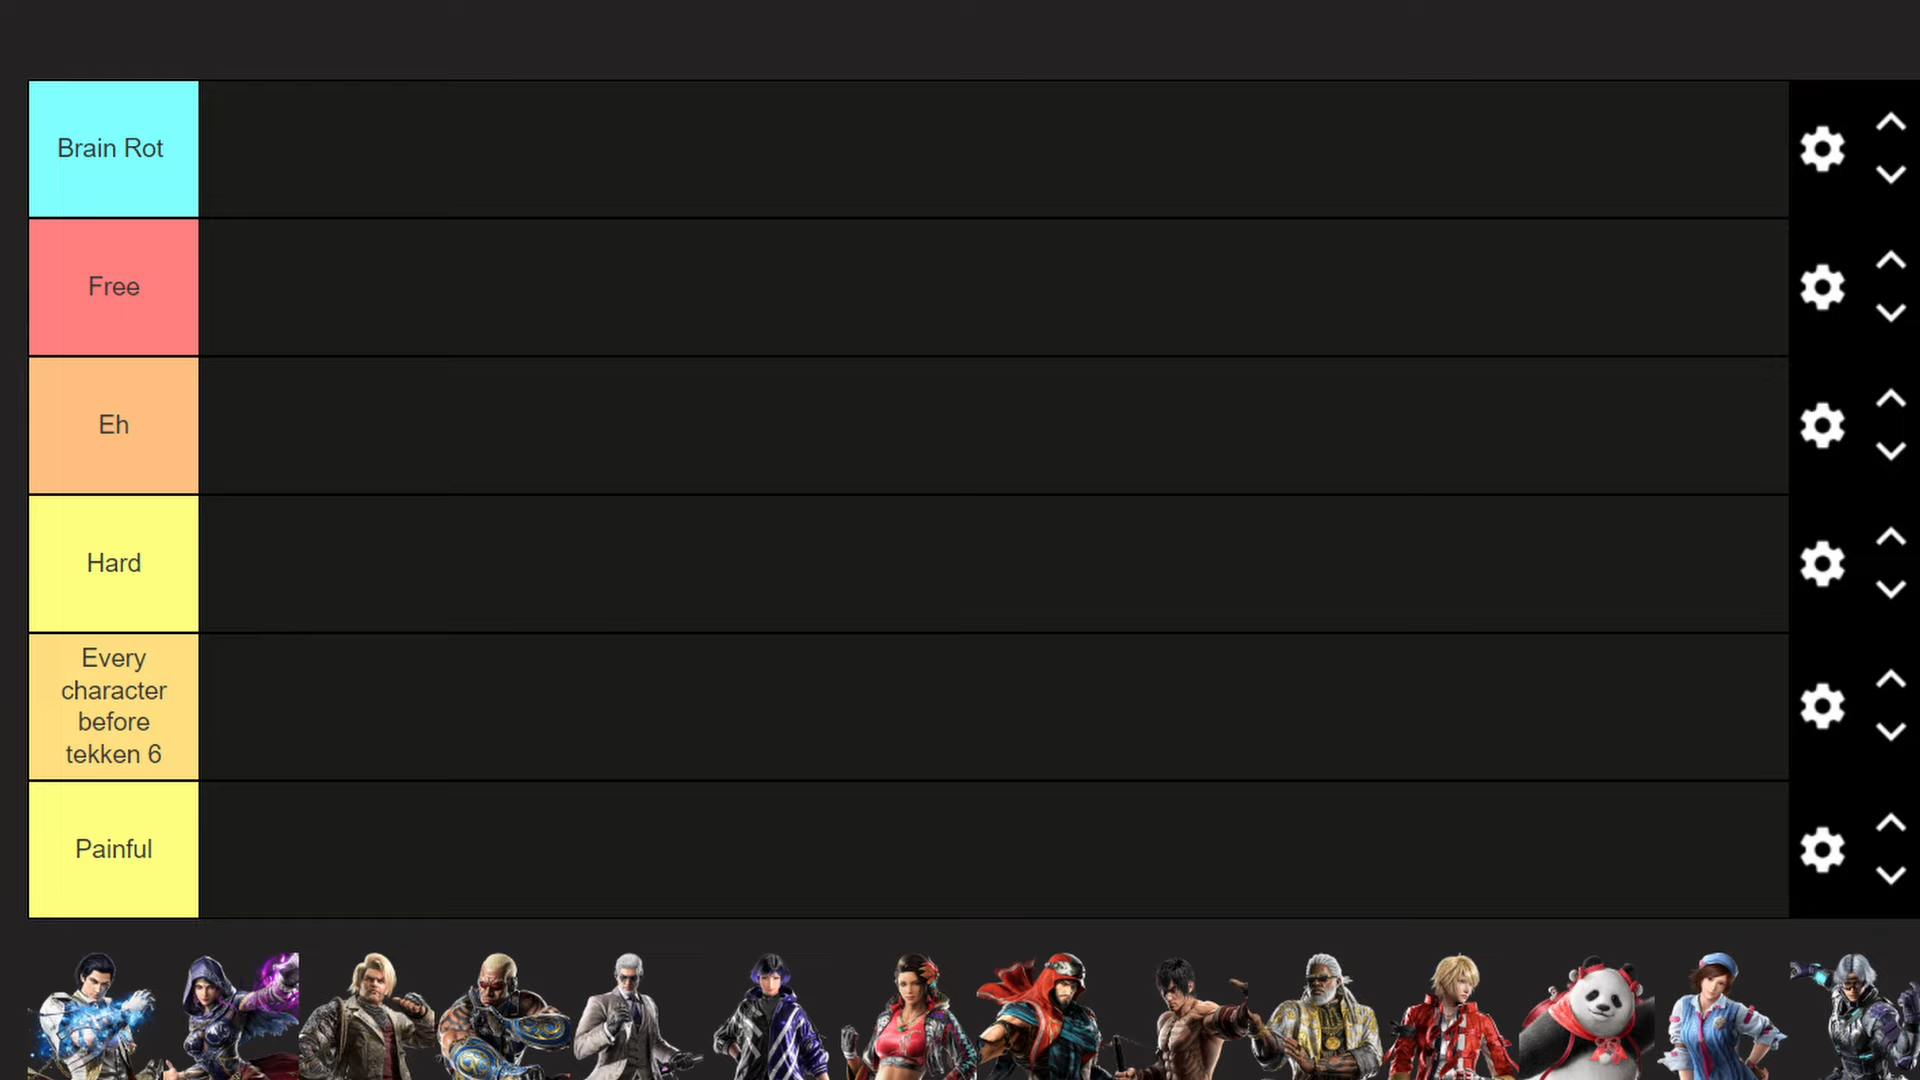 Brain Rot
Free
Eh
Hard
Every
character
before
tekken 6
Painful